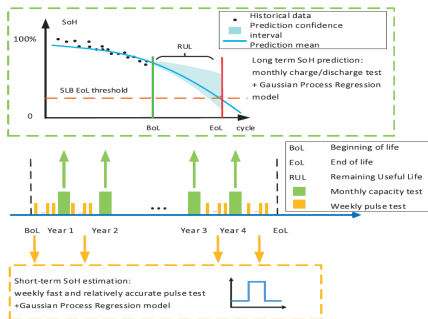 SoH
100%
Historical data
Prediction confidence
interval
Prediction mean
RUL
Long term SoH prediction:
monthly charge/discharge test
+ Gaussian Process Regression
model
SLB EoL threshold
BoL
EoL
cycle
BoL Beginning of life
EoL End of life
RUL Remaining Useful Life
Monthly capacity test
Weekly pulse test
...
BoL Year 1 Year 2 Year 3 Year 4 EoL
Short-term SoH estimation:
weekly fast and relatively accurate pulse test
+Gaussian Process Regression model